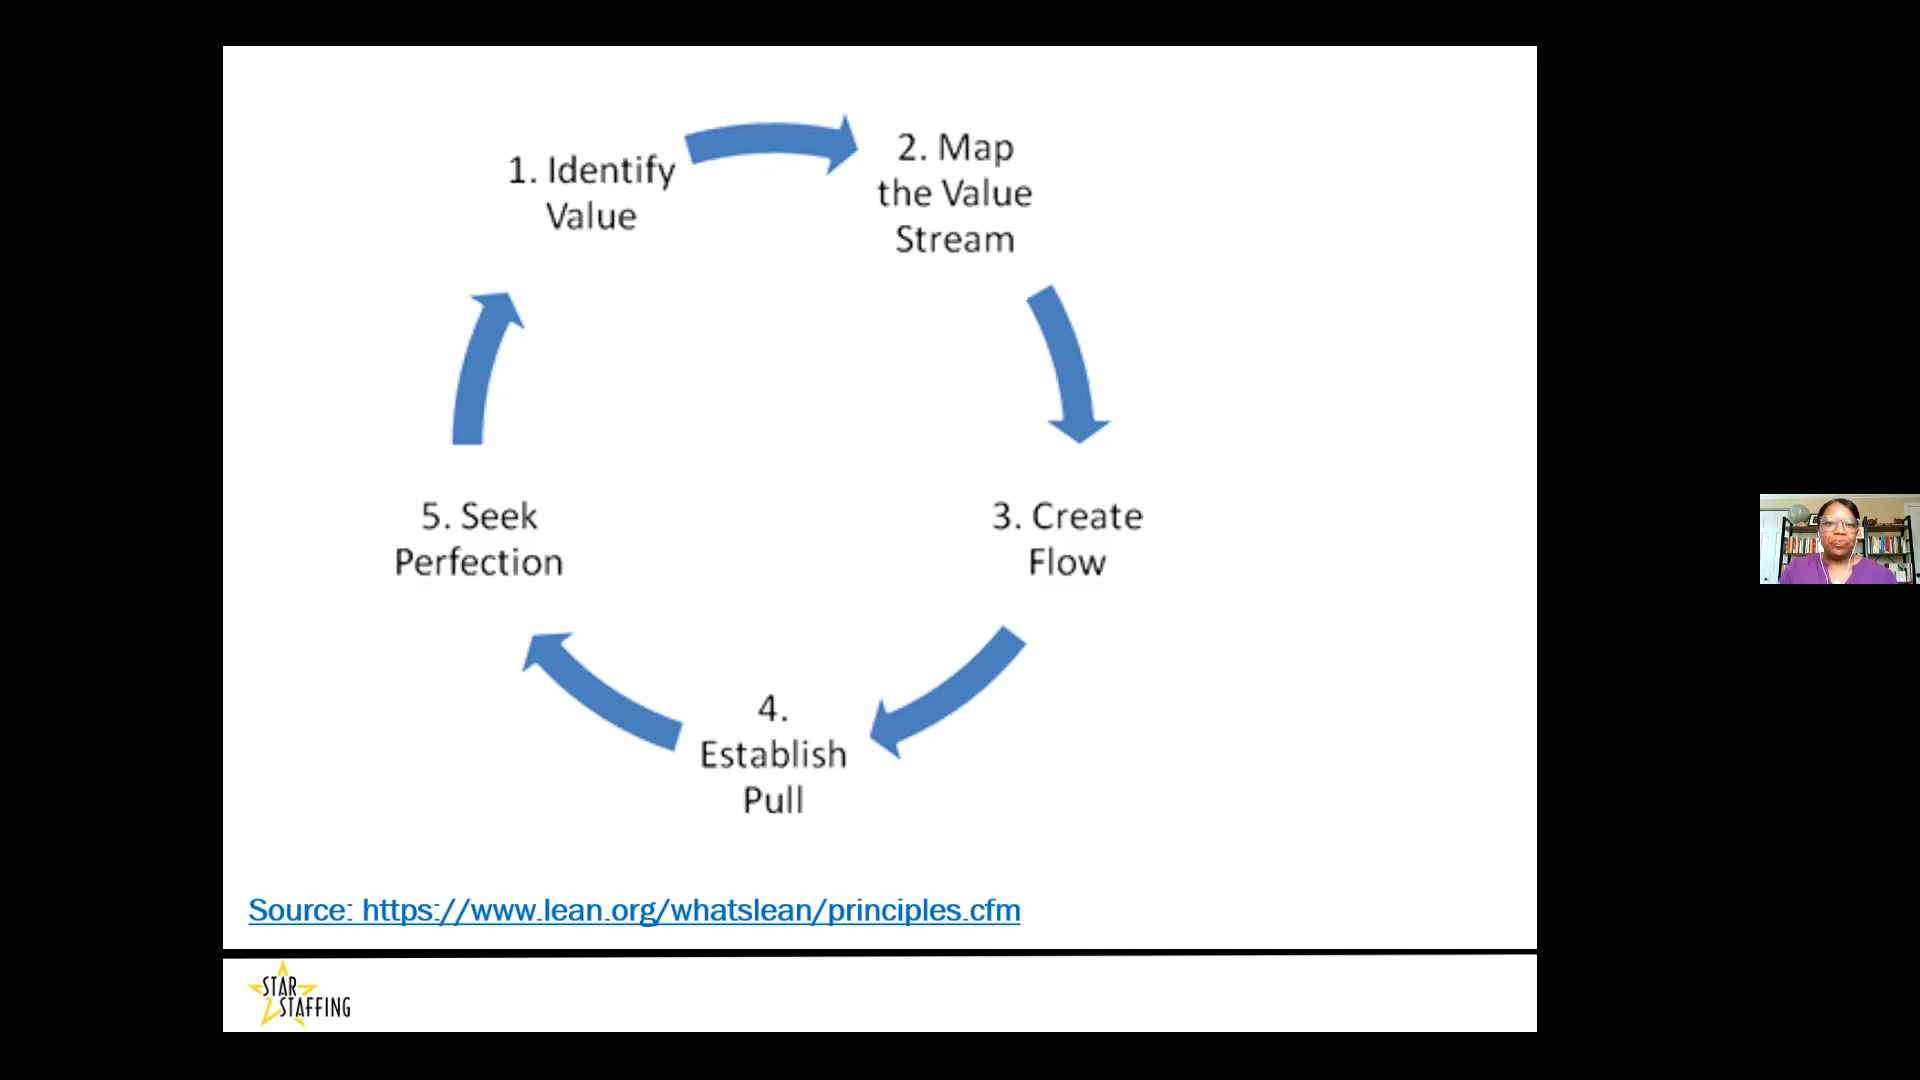 1. Identify
Value
2. Map
the Value
Stream
3. Create
Flow
4.
Establish
Pull
5. Seek
Perfection
Source: https://www.lean.org/whatslean/principles.cfm
STAR
STAFFING